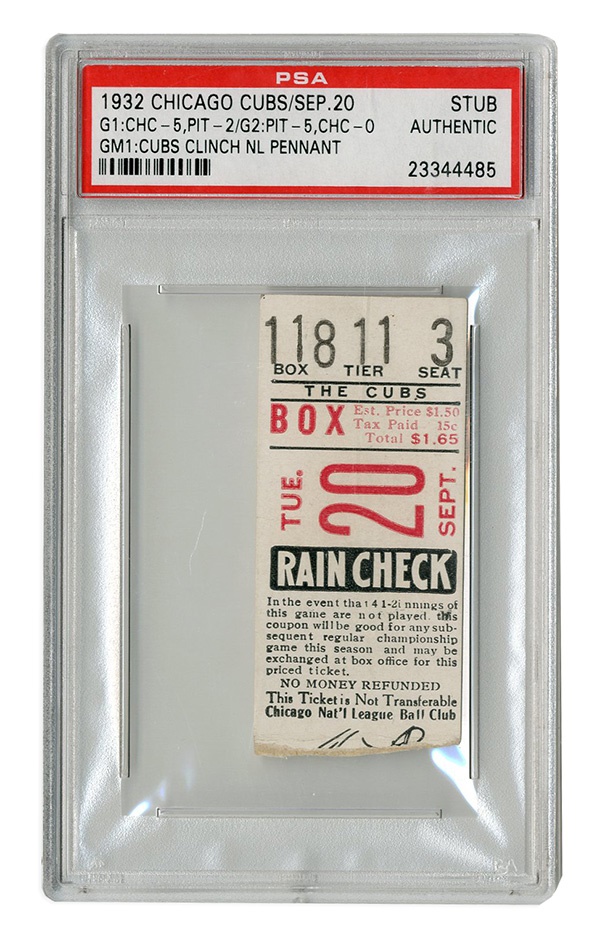 PSA
1932 CHICAGO CUBS/SEP.20 STUB
G1:CHC - 5,PIT - 2/G2:PIT - 5,CHC - 0 AUTHENTIC
GM1:CUBS CLINCH NL PENNANT
23344485
118 11 3
BOX TIER SEAT
THE CUBS
BOX
Est. Price $1.50
Tax Paid 15c
Total $1.65
TUE. 20 SEPT.
RAIN CHECK
In the event that 4 1-2 innings of
this game are not played this
coupon will be good for any sub-
sequent regular championship
game this season and may be
exchanged at box office for this
priced ticket.
NO MONEY REFUNDED
This Ticket is Not Transferable
Chicago Nat'l League Ball Club